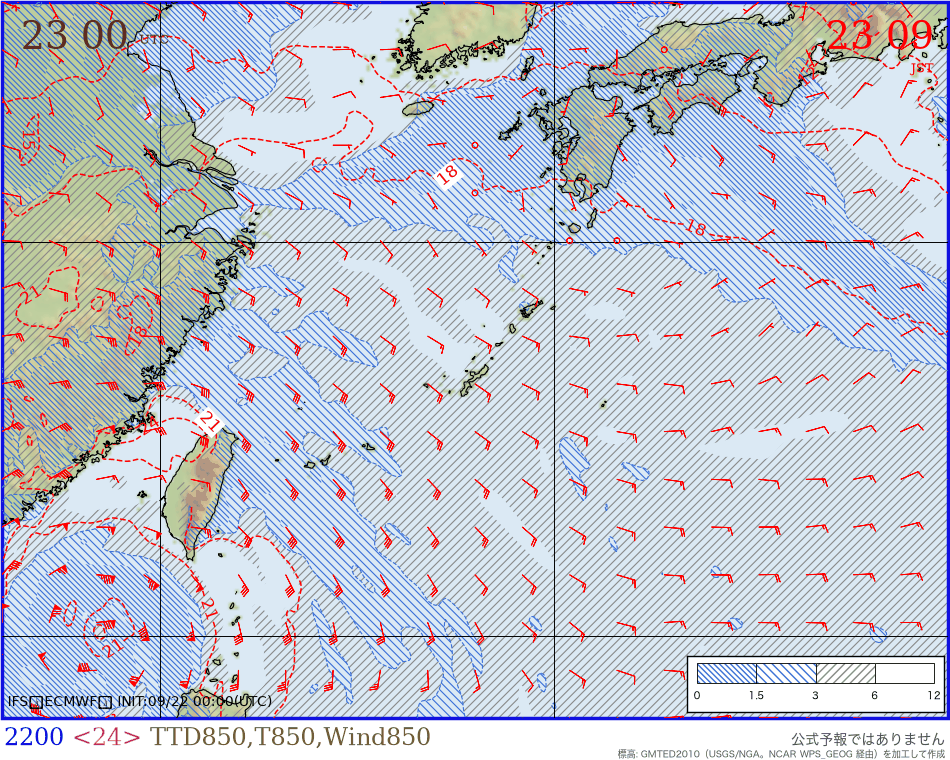 23 00 UTC
23 09
JST
15
18
18
21
18
21
21
21
IFS□ECMWF□ INIT:09/22 00:00(UTC)
0 1.5 3 6 12
2200 <24> TTD850,T850,Wind850
公式予報ではありません
標高: GMTED2010（USGS/NGA。NCAR WPS_GEOG 経由）を加工して作成